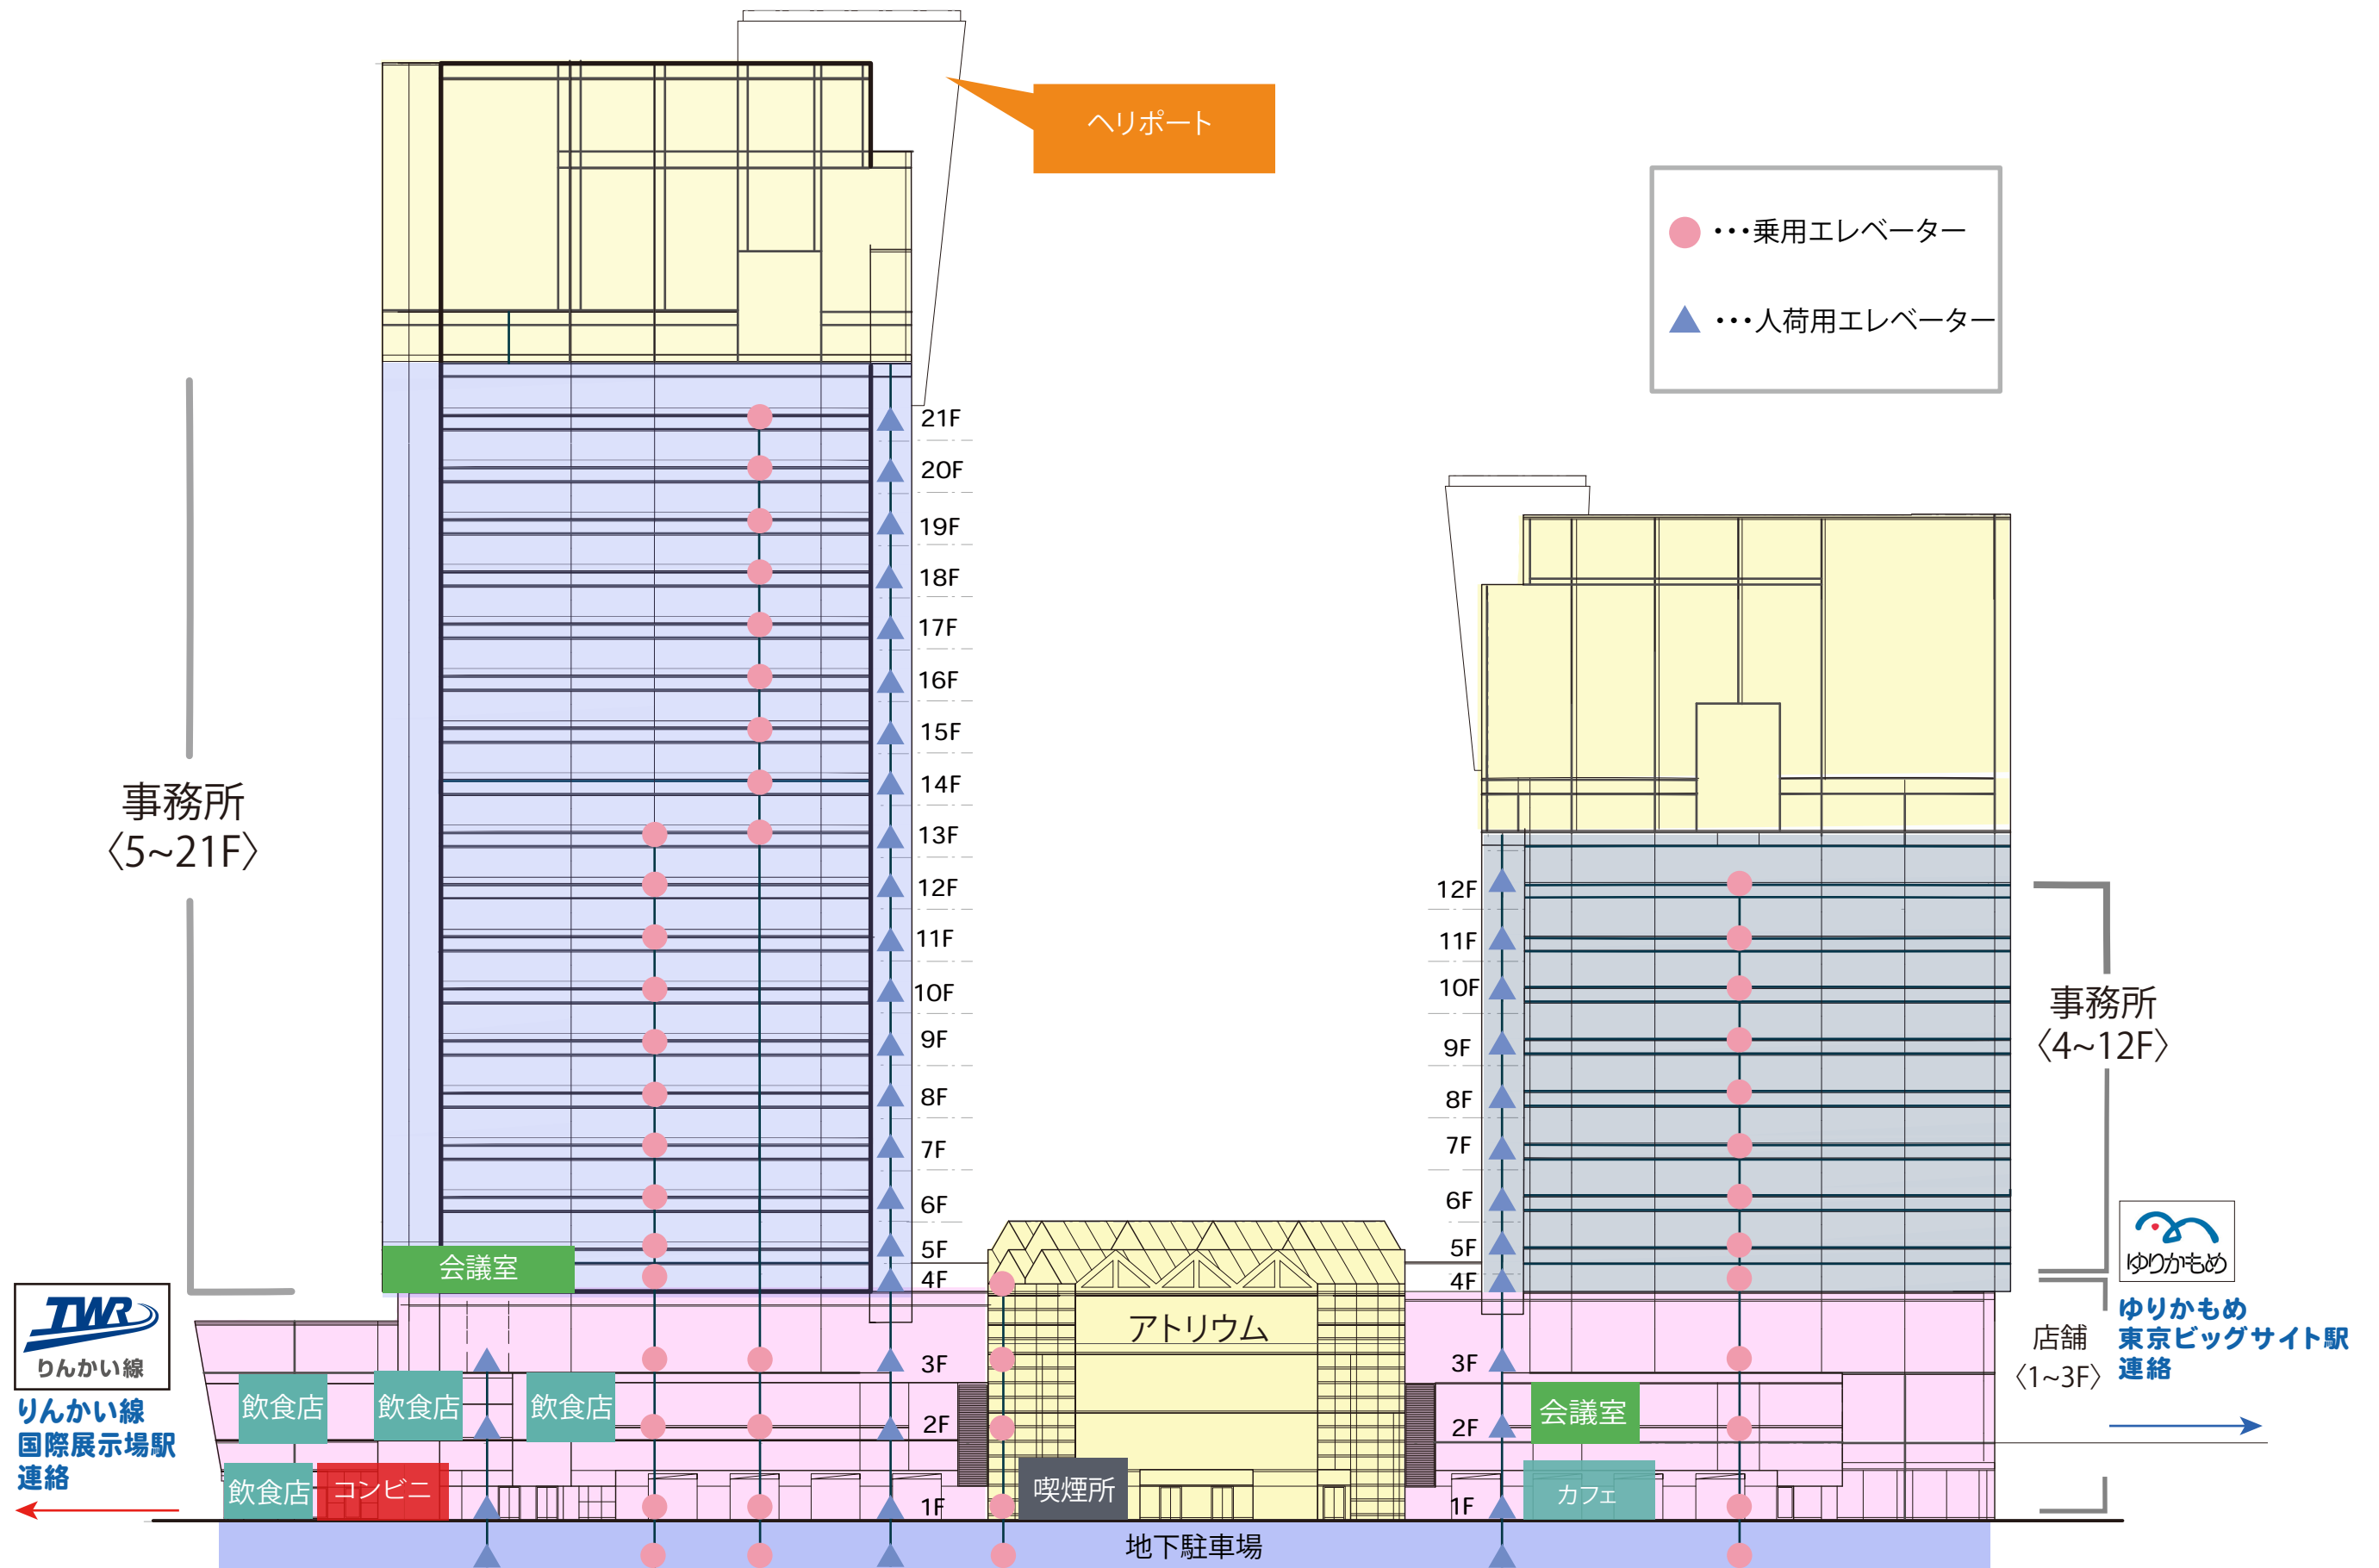 ヘリポート
•••乗用エレベーター
•••人荷用エレベーター
21F
20F
19F
18F
17F
16F
15F
14F
13F
12F
11F
10F
9F
8F
7F
6F
5F
4F
3F
2F
1F
事務所
〈5~21F〉
12F
11F
10F
9F
8F
7F
6F
5F
4F
3F
2F
1F
事務所
〈4~12F〉
店舗
〈1~3F〉
会議室
アトリウム
TWR
りんかい線
りんかい線
国際展示場駅
連絡
ゆりかもめ
ゆりかもめ
東京ビッグサイト駅
連絡
飲食店
飲食店
飲食店
会議室
飲食店
コンビニ
喫煙所
カフェ
地下駐車場